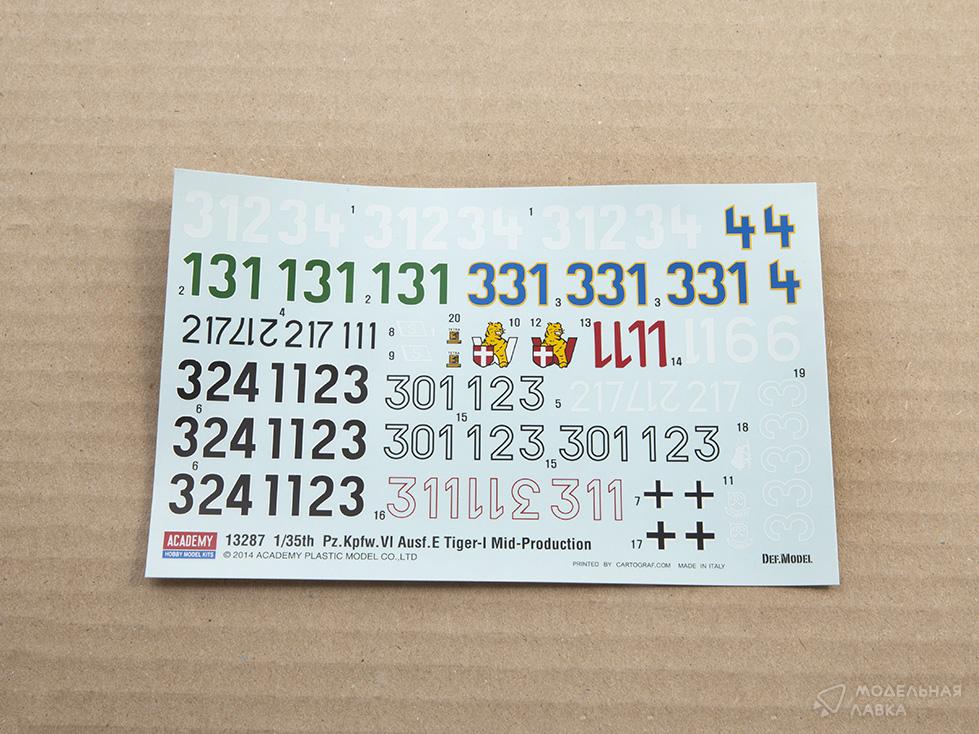 31234 1 31234 1 31234 44
2 131 131 2 131 331 3 331 3 331 4
217 217 4 217 111 8 9 20 10 12 13 1111 14 1166
324 1123 301 123 5 217 217 19
6 15 18
324 1123 301 123 301 123
6 15 11
324 1123 16 311 113 311 7
17
3333
ACADEMY
HOBBY MODEL KITS
13287 1/35th Pz.Kpfw.VI Ausf.E Tiger-I Mid-Production
© 2014 ACADEMY PLASTIC MODEL CO.,LTD
PRINTED BY CARTOGRAF.COM MADE IN ITALY
DEF.MODEL
МОДЕЛЬНАЯ
ЛАВКА